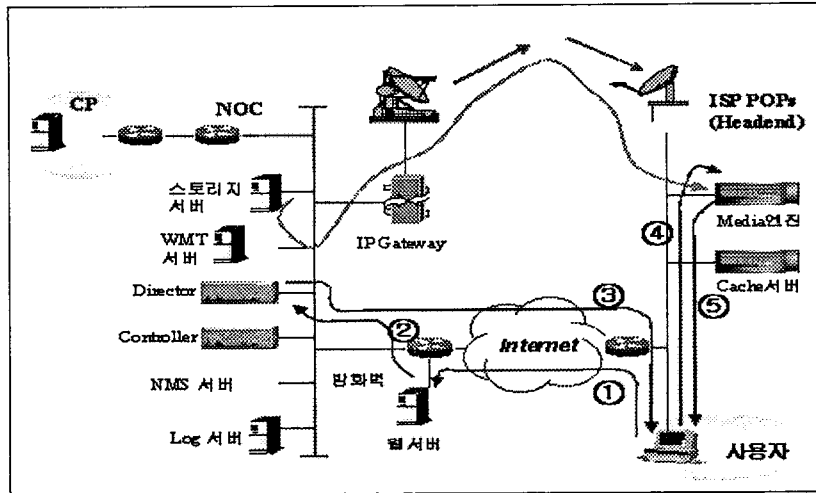 CP
NOC
ISP POPs
(Headend)
스토리지
서버
WMT
서버
IP Gateway
Media엔진
Cache서버
Director
Controller
NMS 서버
Log 서버
방화벽
웹서버
Internet
사용자
①
②
③
④
⑤